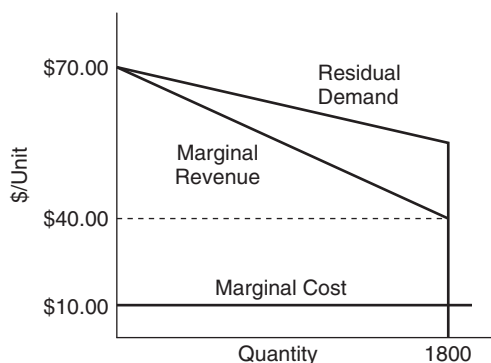 $70.00
Residual
Demand
Marginal
Revenue
$/Unit
$40.00
Marginal Cost
$10.00
Quantity
1800